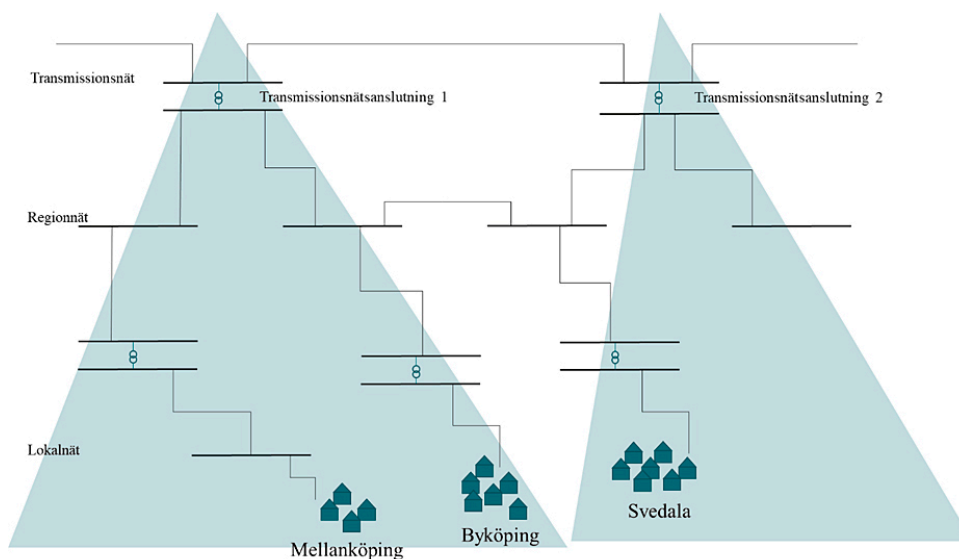 Transmissionsnät
Transmissionsnätsanslutning 1
Transmissionsnätsanslutning 2
Regionnät
Lokalnät
Mellanköping
Byköping
Svedala